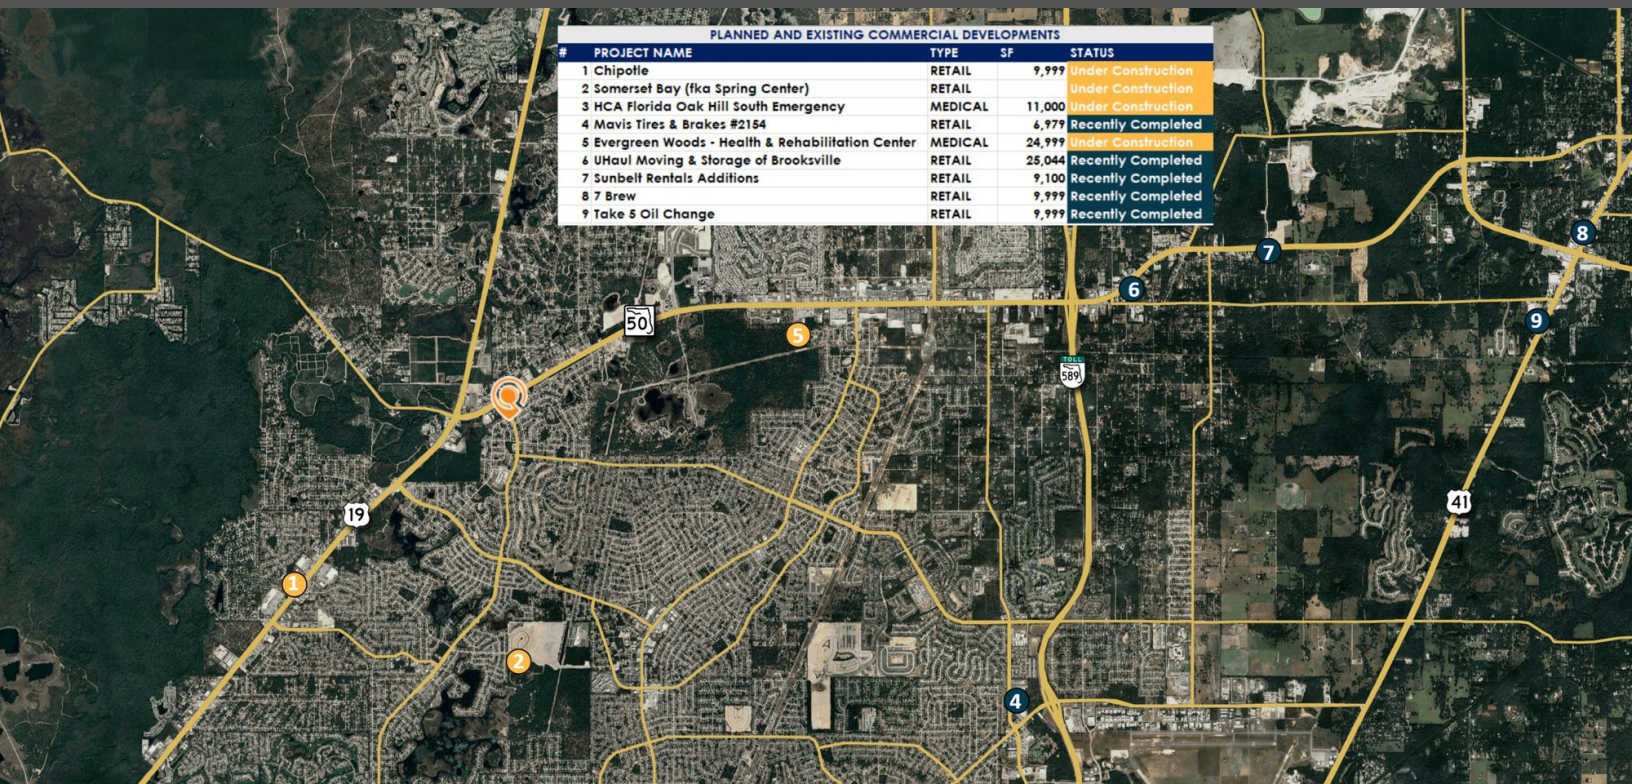 PLANNED AND EXISTING COMMERCIAL DEVELOPMENTS
# PROJECT NAME TYPE SF STATUS
1 Chipotle RETAIL 9,999 Under Construction
2 Somerset Bay (fka Spring Center) RETAIL Under Construction
3 HCA Florida Oak Hill South Emergency MEDICAL 11,000 Under Construction
4 Mavis Tires & Brakes #2154 RETAIL 6,979 Recently Completed
5 Evergreen Woods - Health & Rehabilitation Center MEDICAL 24,999 Under Construction
6 UHaul Moving & Storage of Brooksville RETAIL 25,044 Recently Completed
7 Sunbelt Rentals Additions RETAIL 9,100 Recently Completed
8 7 Brew RETAIL 9,999 Recently Completed
9 Take 5 Oil Change RETAIL 9,999 Recently Completed
8
7
6
50
5
9
TOLL
589
41
19
1
2
4